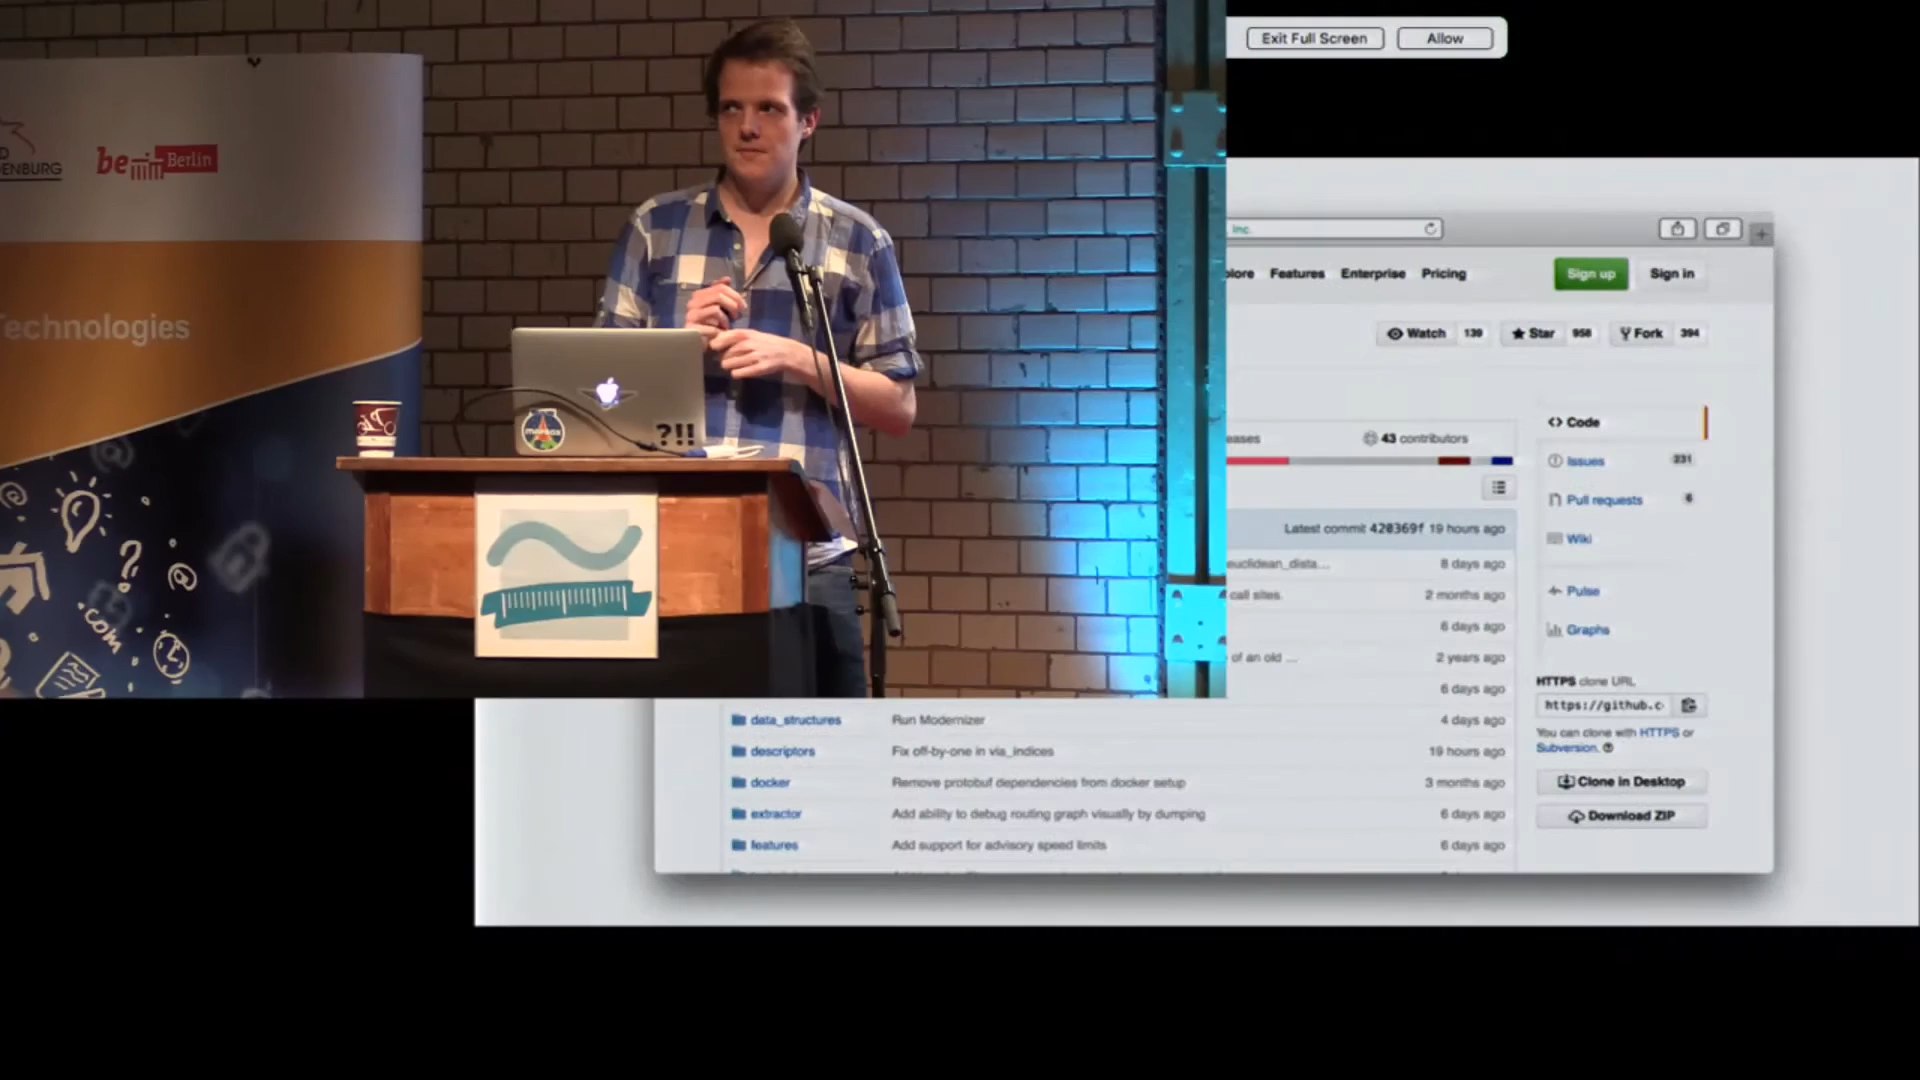 Exit Full Screen
Allow
ENBURG
be Berlin
Technologies
.com
?!!
mapbox
Inc.
plore Features Enterprise Pricing
Sign up Sign in
Watch 139 Star 958 Fork 394
eases
43 contributors
Latest commit 420369f 19 hours ago
euclidean_dista... 8 days ago
call sites. 2 months ago
6 days ago
of an old ... 2 years ago
6 days ago
data_structures Run Modernizer 4 days ago
descriptors Fix off-by-one in via_indices 19 hours ago
docker Remove protobuf dependencies from docker setup 3 months ago
extractor Add ability to debug routing graph visually by dumping 6 days ago
features Add support for advisory speed limits 6 days ago
Code
Issues 231
Pull requests 6
Wiki
Pulse
Graphs
HTTPS clone URL
https://github.c
You can clone with HTTPS or
Subversion.
Clone in Desktop
Download ZIP